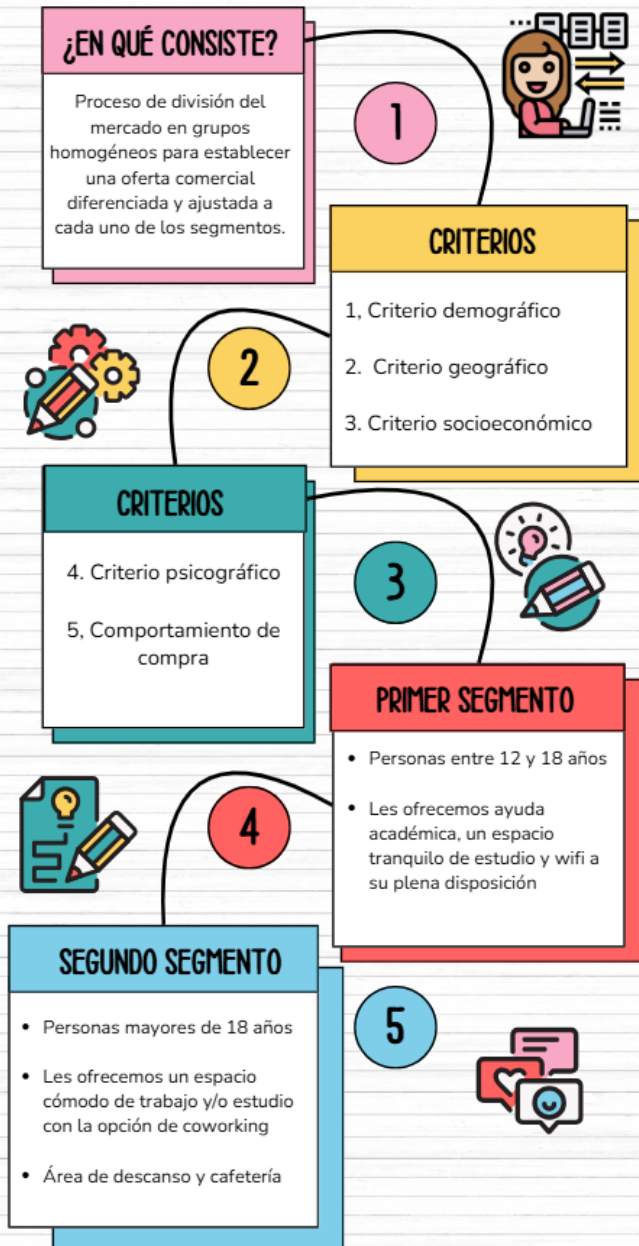 ¿EN QUÉ CONSISTE?
Proceso de división del
mercado en grupos
homogéneos para establecer
una oferta comercial
diferenciada y ajustada a
cada uno de los segmentos.
1
CRITERIOS
1, Criterio demográfico
2. Criterio geográfico
3. Criterio socioeconómico
2
CRITERIOS
4. Criterio psicográfico
5, Comportamiento de
compra
3
PRIMER SEGMENTO
• Personas entre 12 y 18 años
• Les ofrecemos ayuda
académica, un espacio
tranquilo de estudio y wifi a
su plena disposición
4
SEGUNDO SEGMENTO
• Personas mayores de 18 años
• Les ofrecemos un espacio
cómodo de trabajo y/o estudio
con la opción de coworking
• Área de descanso y cafetería
5